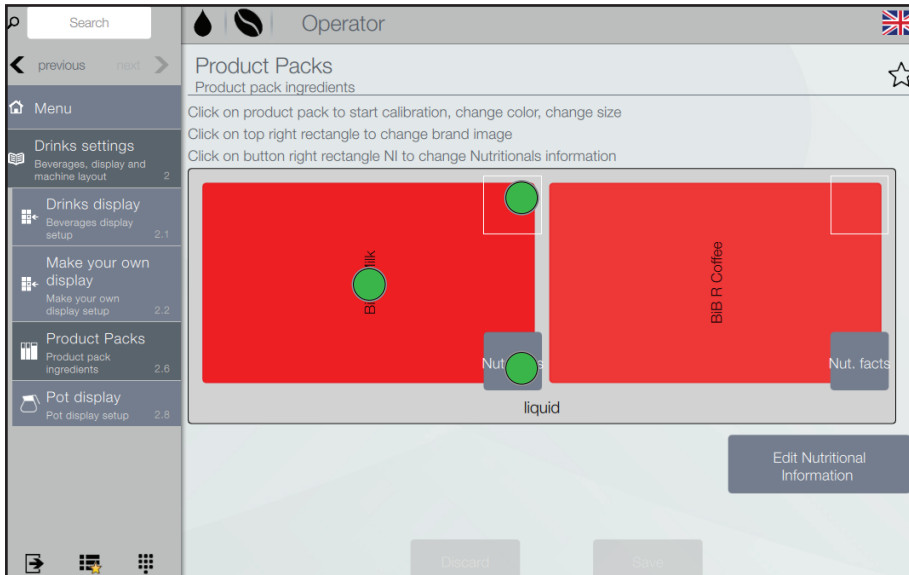 Search
Operator
previous
next
Product Packs
Product pack ingredients
Menu
Click on product pack to start calibration, change color, change size
Click on top right rectangle to change brand image
Click on button right rectangle NI to change Nutritionals information
Drinks settings
Beverages, display and
machine layout 2
Drinks display
Beverages display
setup 2.1
Make your own
display
Make your own
display setup 2.2
Product Packs
Product pack
ingredients 2.6
Pot display
Pot display setup 2.8
BiB R Coffee
Nut. facts
liquid
Edit Nutritional
Information
Discard
Save